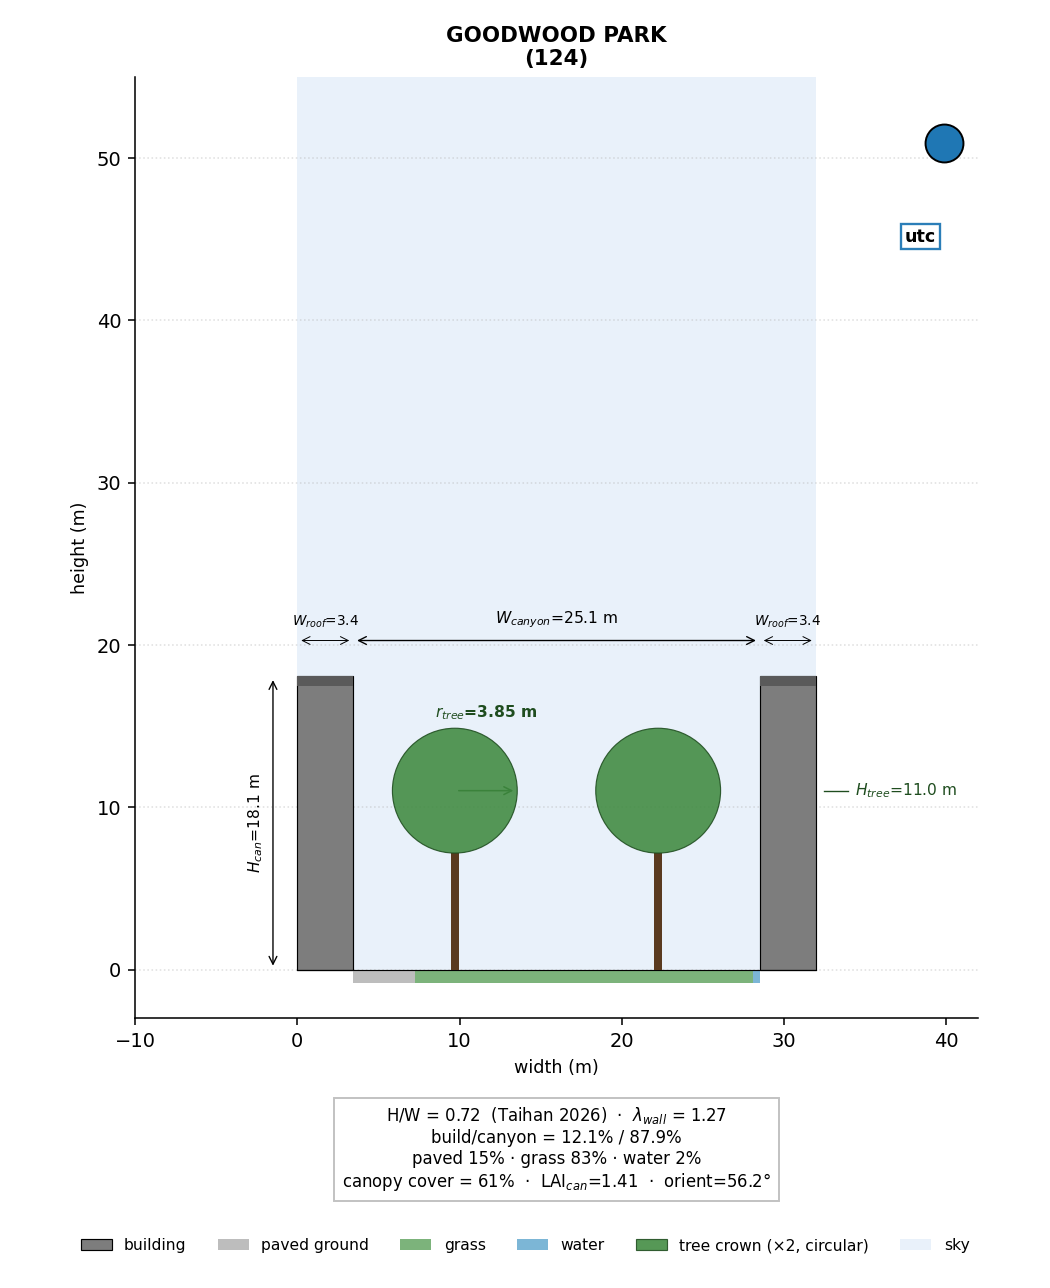 GOODWOOD PARK
(124)
50
utc
40
30
height (m)
W_roof=3.4
W_canyon=25.1 m
W_roof=3.4
20
r_tree=3.85 m
H_tree=11.0 m
10
H_can=18.1 m
0
−10 0 10 20 30 40
width (m)
H/W = 0.72 (Taihan 2026) · λ_wall = 1.27
build/canyon = 12.1% / 87.9%
paved 15% · grass 83% · water 2%
canopy cover = 61% · LAI_can=1.41 · orient=56.2°
building paved ground grass water tree crown (×2, circular) sky